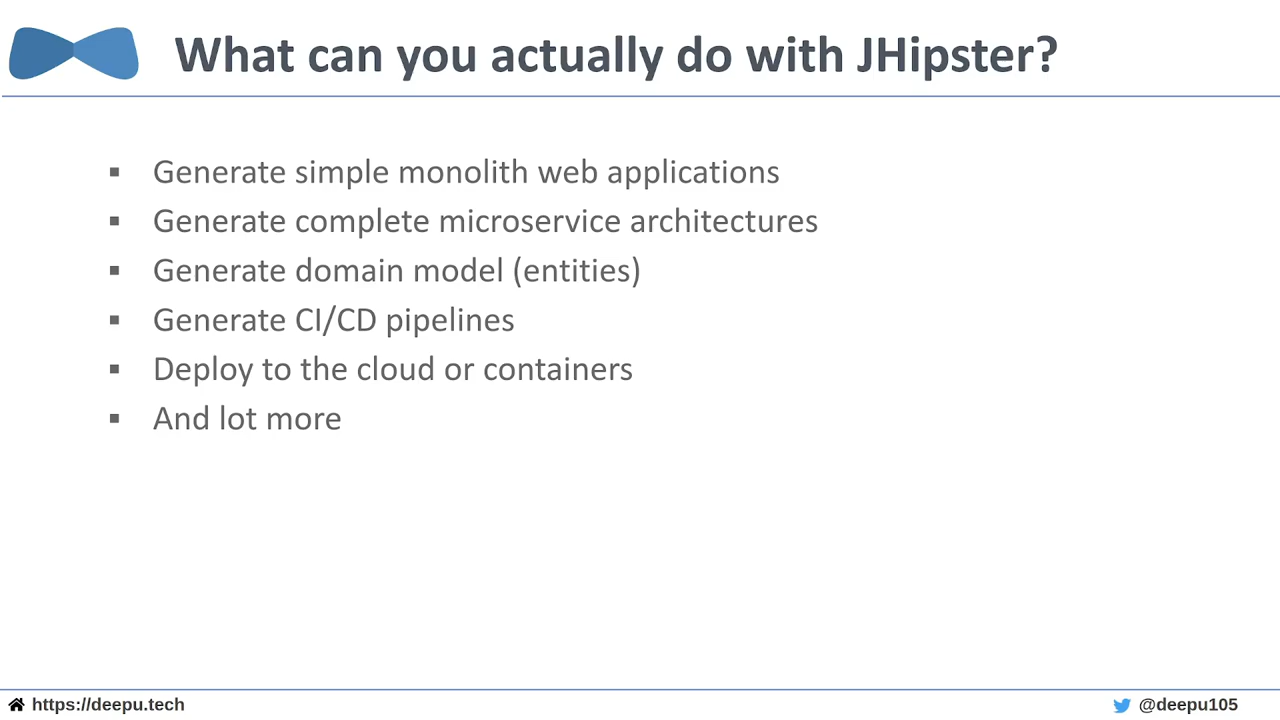 What can you actually do with JHipster?
▪ Generate simple monolith web applications
▪ Generate complete microservice architectures
▪ Generate domain model (entities)
▪ Generate CI/CD pipelines
▪ Deploy to the cloud or containers
▪ And lot more
https://deepu.tech
@deepu105